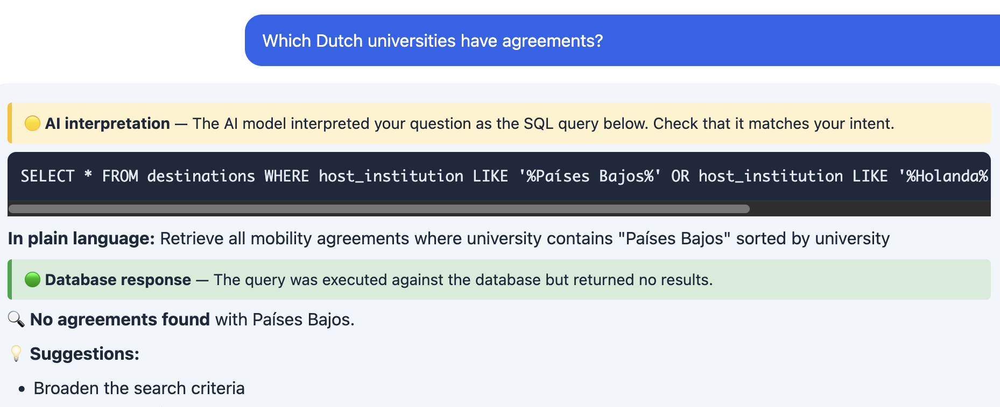 Which Dutch universities have agreements?
AI interpretation — The AI model interpreted your question as the SQL query below. Check that it matches your intent.
SELECT * FROM destinations WHERE host_institution LIKE '%Países Bajos%' OR host_institution LIKE '%Holanda%
In plain language: Retrieve all mobility agreements where university contains "Países Bajos" sorted by university
Database response — The query was executed against the database but returned no results.
No agreements found with Países Bajos.
Suggestions:
• Broaden the search criteria